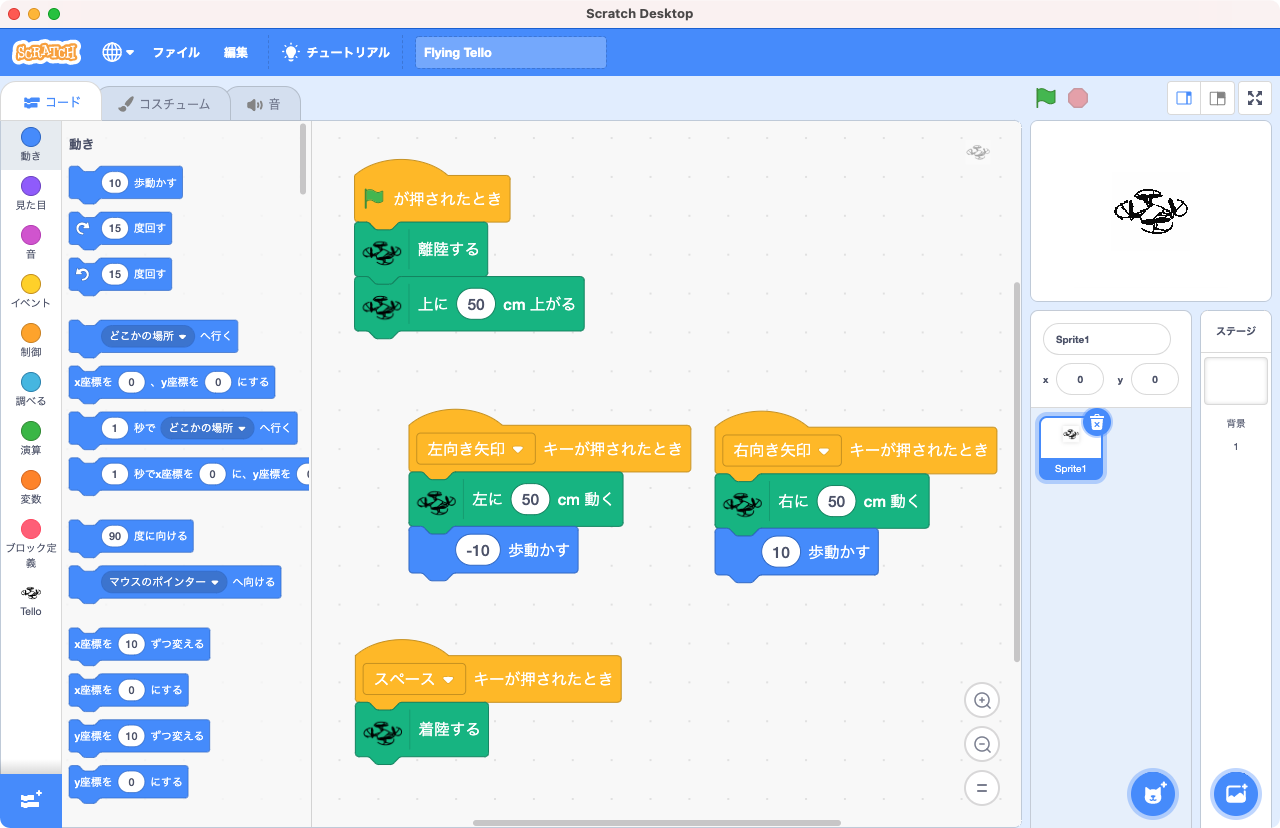 Scratch Desktop
SCRATCH
ファイル 編集 チュートリアル Flying Tello
コード コスチューム 音
動き
見た目
音
イベント
制御
調べる
演算
変数
ブロック定
義
Tello
動き
10 歩動かす
15 度回す
15 度回す
どこかの場所 へ行く
x座標を 0 、y座標を 0 にする
1 秒で どこかの場所 へ行く
1 秒でx座標を 0 に、y座標を
90 度に向ける
マウスのポインター へ向ける
x座標を 10 ずつ変える
x座標を 0 にする
y座標を 10 ずつ変える
y座標を 0 にする
が押されたとき
離陸する
上に 50 cm 上がる
左向き矢印 キーが押されたとき
左に 50 cm 動く
-10 歩動かす
右向き矢印 キーが押されたとき
右に 50 cm 動く
10 歩動かす
スペース キーが押されたとき
着陸する
Sprite1
x 0 y 0
Sprite1
ステージ
背景
1